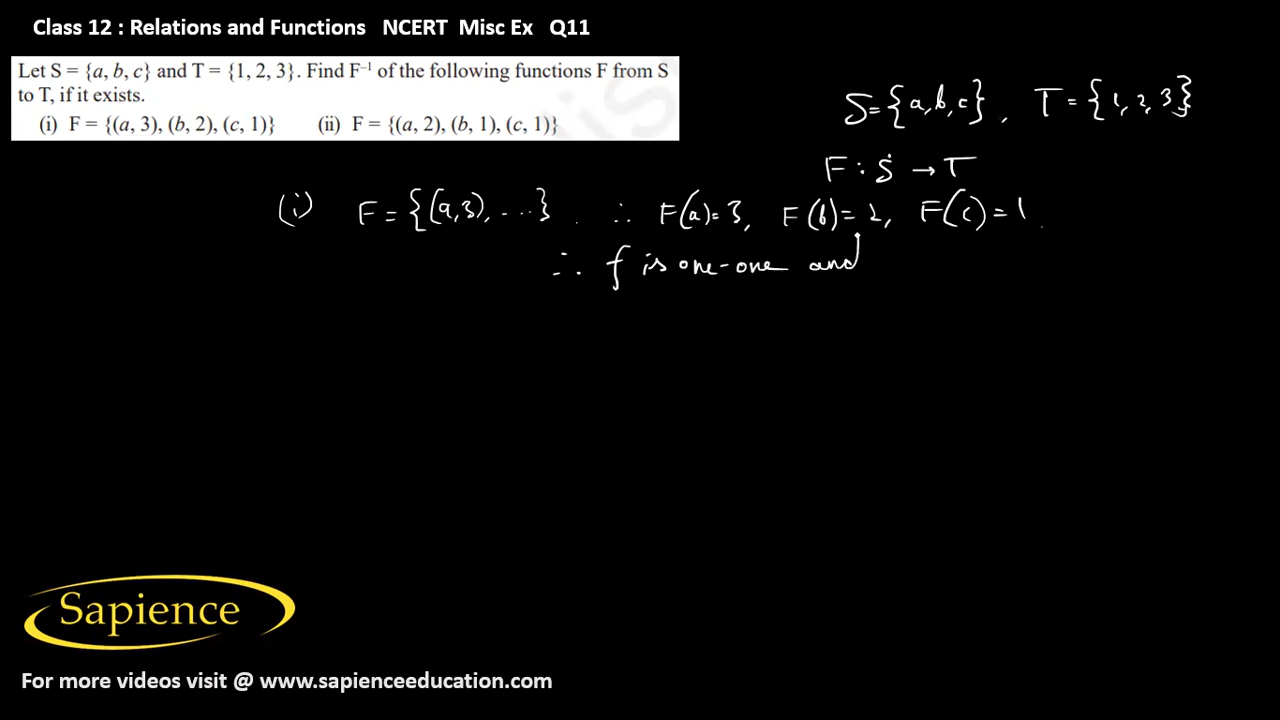 Class 12 : Relations and Functions NCERT Misc Ex Q11
Let S = {a, b, c} and T = {1, 2, 3}. Find F⁻¹ of the following functions F from S
to T, if it exists.
(i) F = {(a, 3), (b, 2), (c, 1)} (ii) F = {(a, 2), (b, 1), (c, 1)}
S = {a, b, c}, T = {1, 2, 3}
F : S → T
(i) F = {(a,3), ...} . ∴ F(a) = 3, F(b) = 2, F(c) = 1.
∴ f is one-one and
Sapience
For more videos visit @ www.sapienceeducation.com